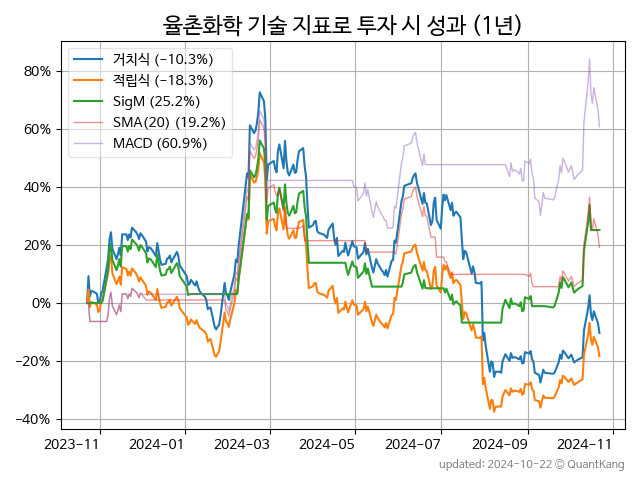 율촌화학 기술 지표로 투자 시 성과 (1년)
거치식 (−10.3%)
적립식 (−18.3%)
SigM (25.2%)
SMA(20) (19.2%)
MACD (60.9%)
80%
60%
40%
20%
0%
−20%
−40%
2023−11 2024−01 2024−03 2024−05 2024−07 2024−09 2024−11
updated: 2024-10-22 © QuantKang